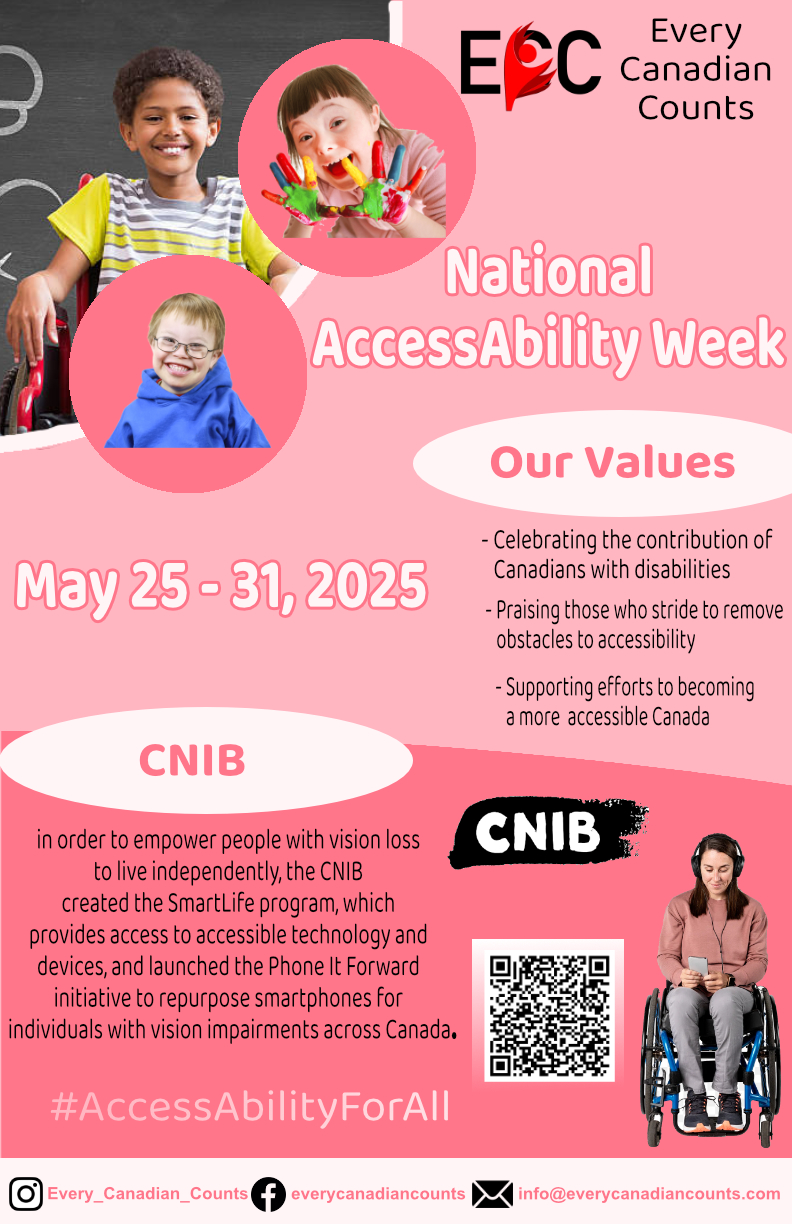 ECC
Every
Canadian
Counts
National
AccessAbility Week
Our Values
- Celebrating the contribution of
Canadians with disabilities
- Praising those who stride to remove
obstacles to accessibility
- Supporting efforts to becoming
a more accessible Canada
May 25 - 31, 2025
CNIB
in order to empower people with vision loss
to live independently, the CNIB
created the SmartLife program, which
provides access to accessible technology and
devices, and launched the Phone It Forward
initiative to repurpose smartphones for
individuals with vision impairments across Canada.
CNIB
#AccessAbilityForAll
Every_Canadian_Counts
everycanadiancounts
info@everycanadiancounts.com